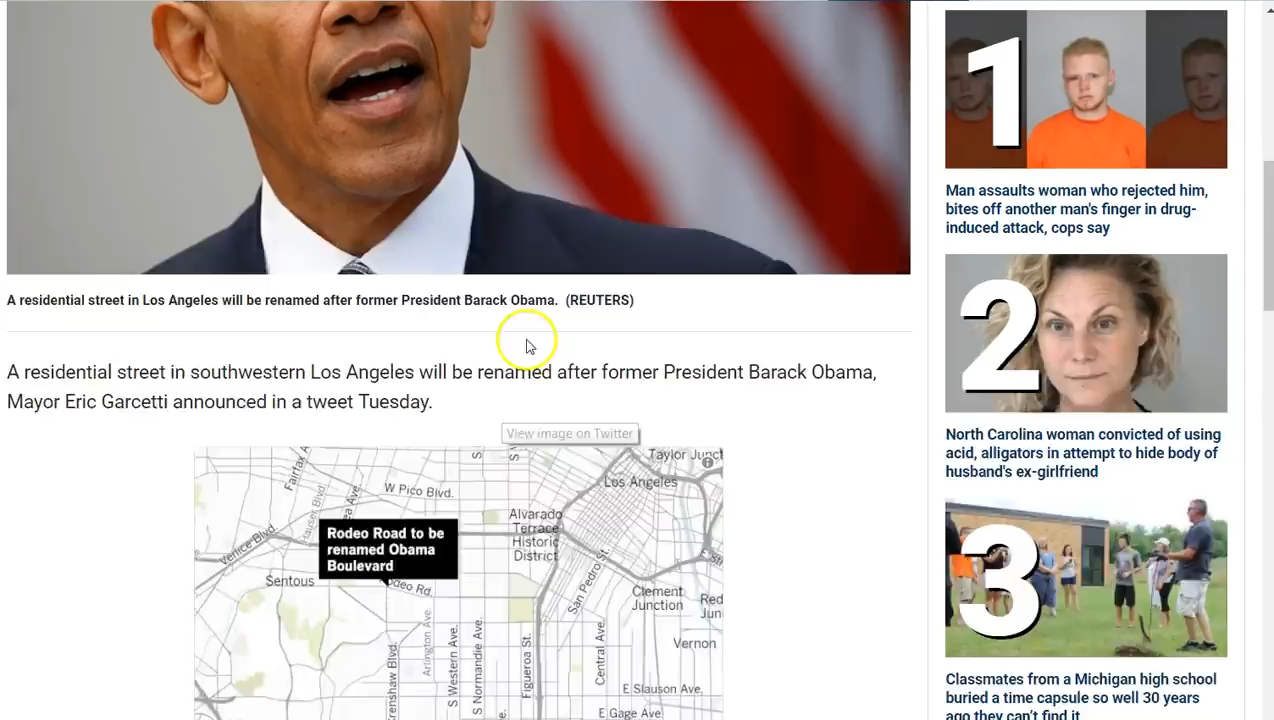 A residential street in Los Angeles will be renamed after former President Barack Obama. (REUTERS)
A residential street in southwestern Los Angeles will be renamed after former President Barack Obama,
Mayor Eric Garcetti announced in a tweet Tuesday.
View image on Twitter
Taylor Junct
Los Angeles
W Pico Blvd.
Fairfax A
Venice Blvd.
Alvarado
Terrace
Historic
District
Rodeo Road to be
renamed Obama
Boulevard
Sentous
deo Rd.
San Pedro St.
Clement
Junction
Red
Jun
Vernon
Arlington Ave.
renshaw Blvd.
S Western Ave.
S Normandie Ave.
Figueroa St.
Central Ave.
E Slauson Ave.
E Gage Ave.
1
Man assaults woman who rejected him,
bites off another man's finger in drug-
induced attack, cops say
2
North Carolina woman convicted of using
acid, alligators in attempt to hide body of
husband's ex-girlfriend
3
Classmates from a Michigan high school
buried a time capsule so well 30 years
ago they can't find it